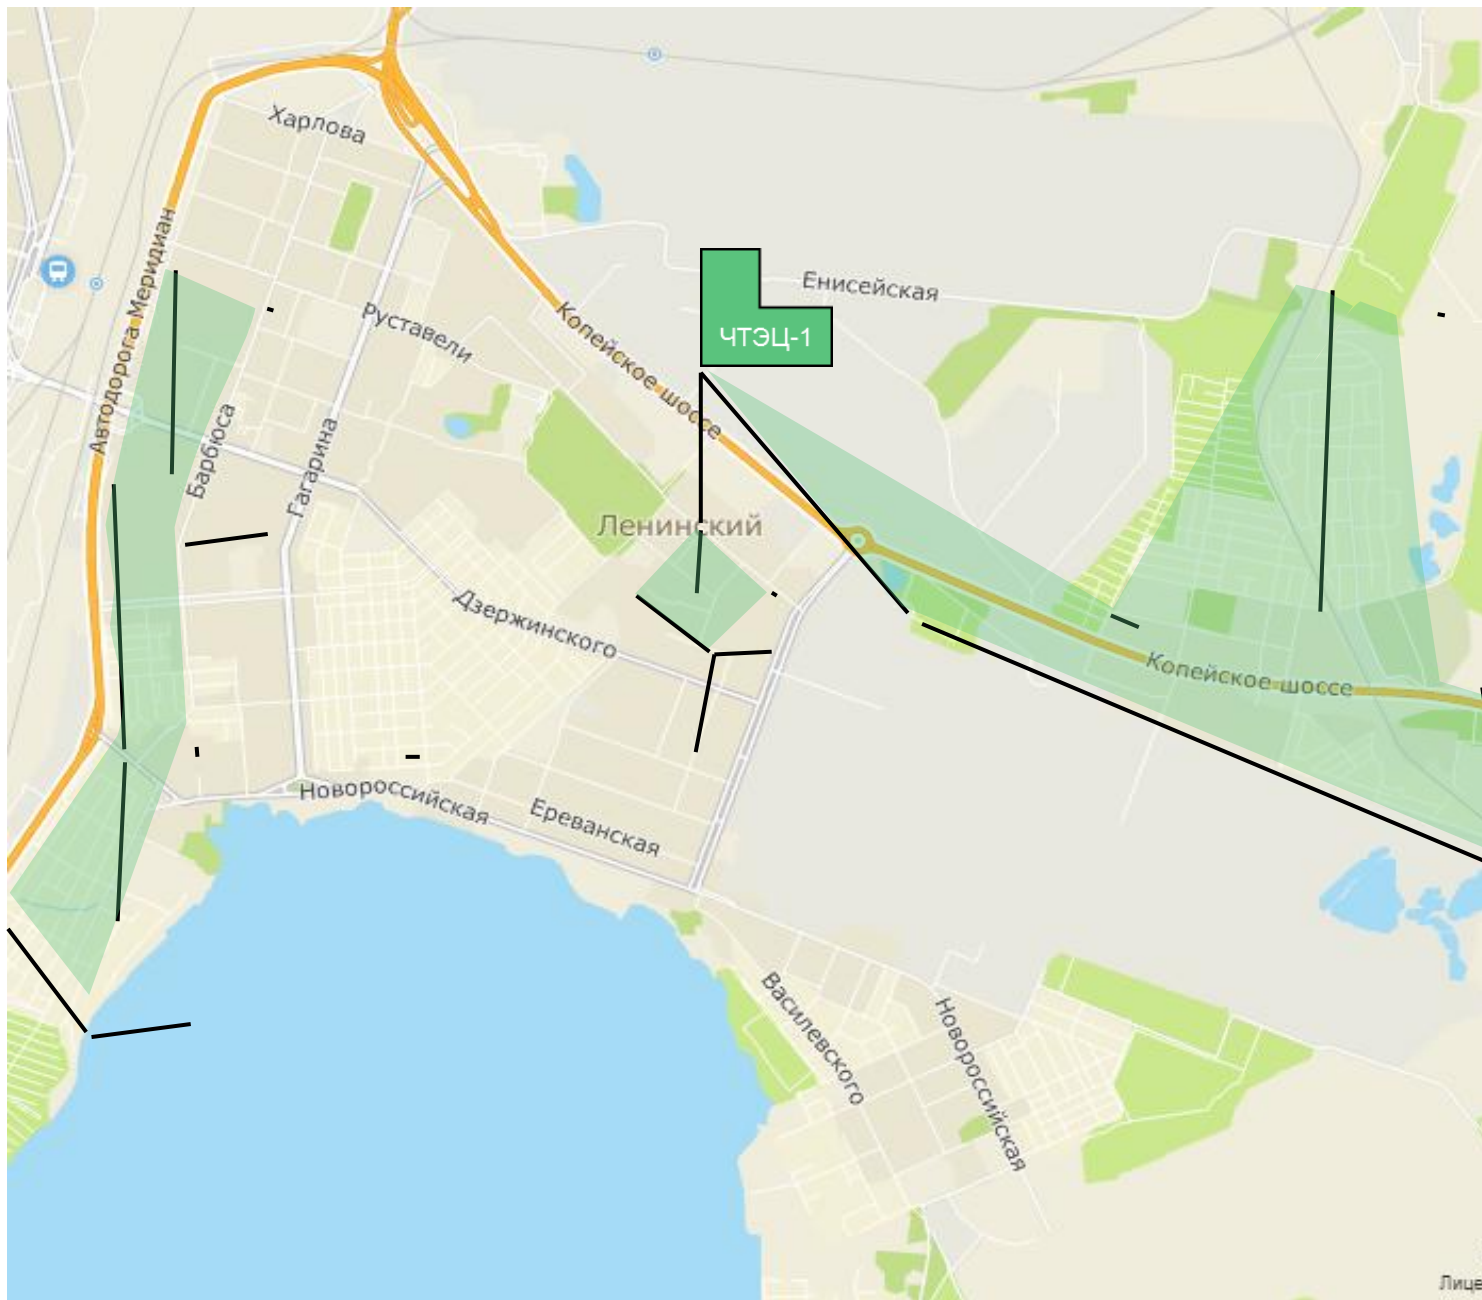 Харлова
Автодорога Меридиан
Енисейская
Руставели
Копейское шоссе
ЧТЭЦ-1
Барбюса
Гагарина
Ленинский
Дзержинского
Копейское шоссе
Новороссийская
Ереванская
Василевского
Новороссийская
Лице